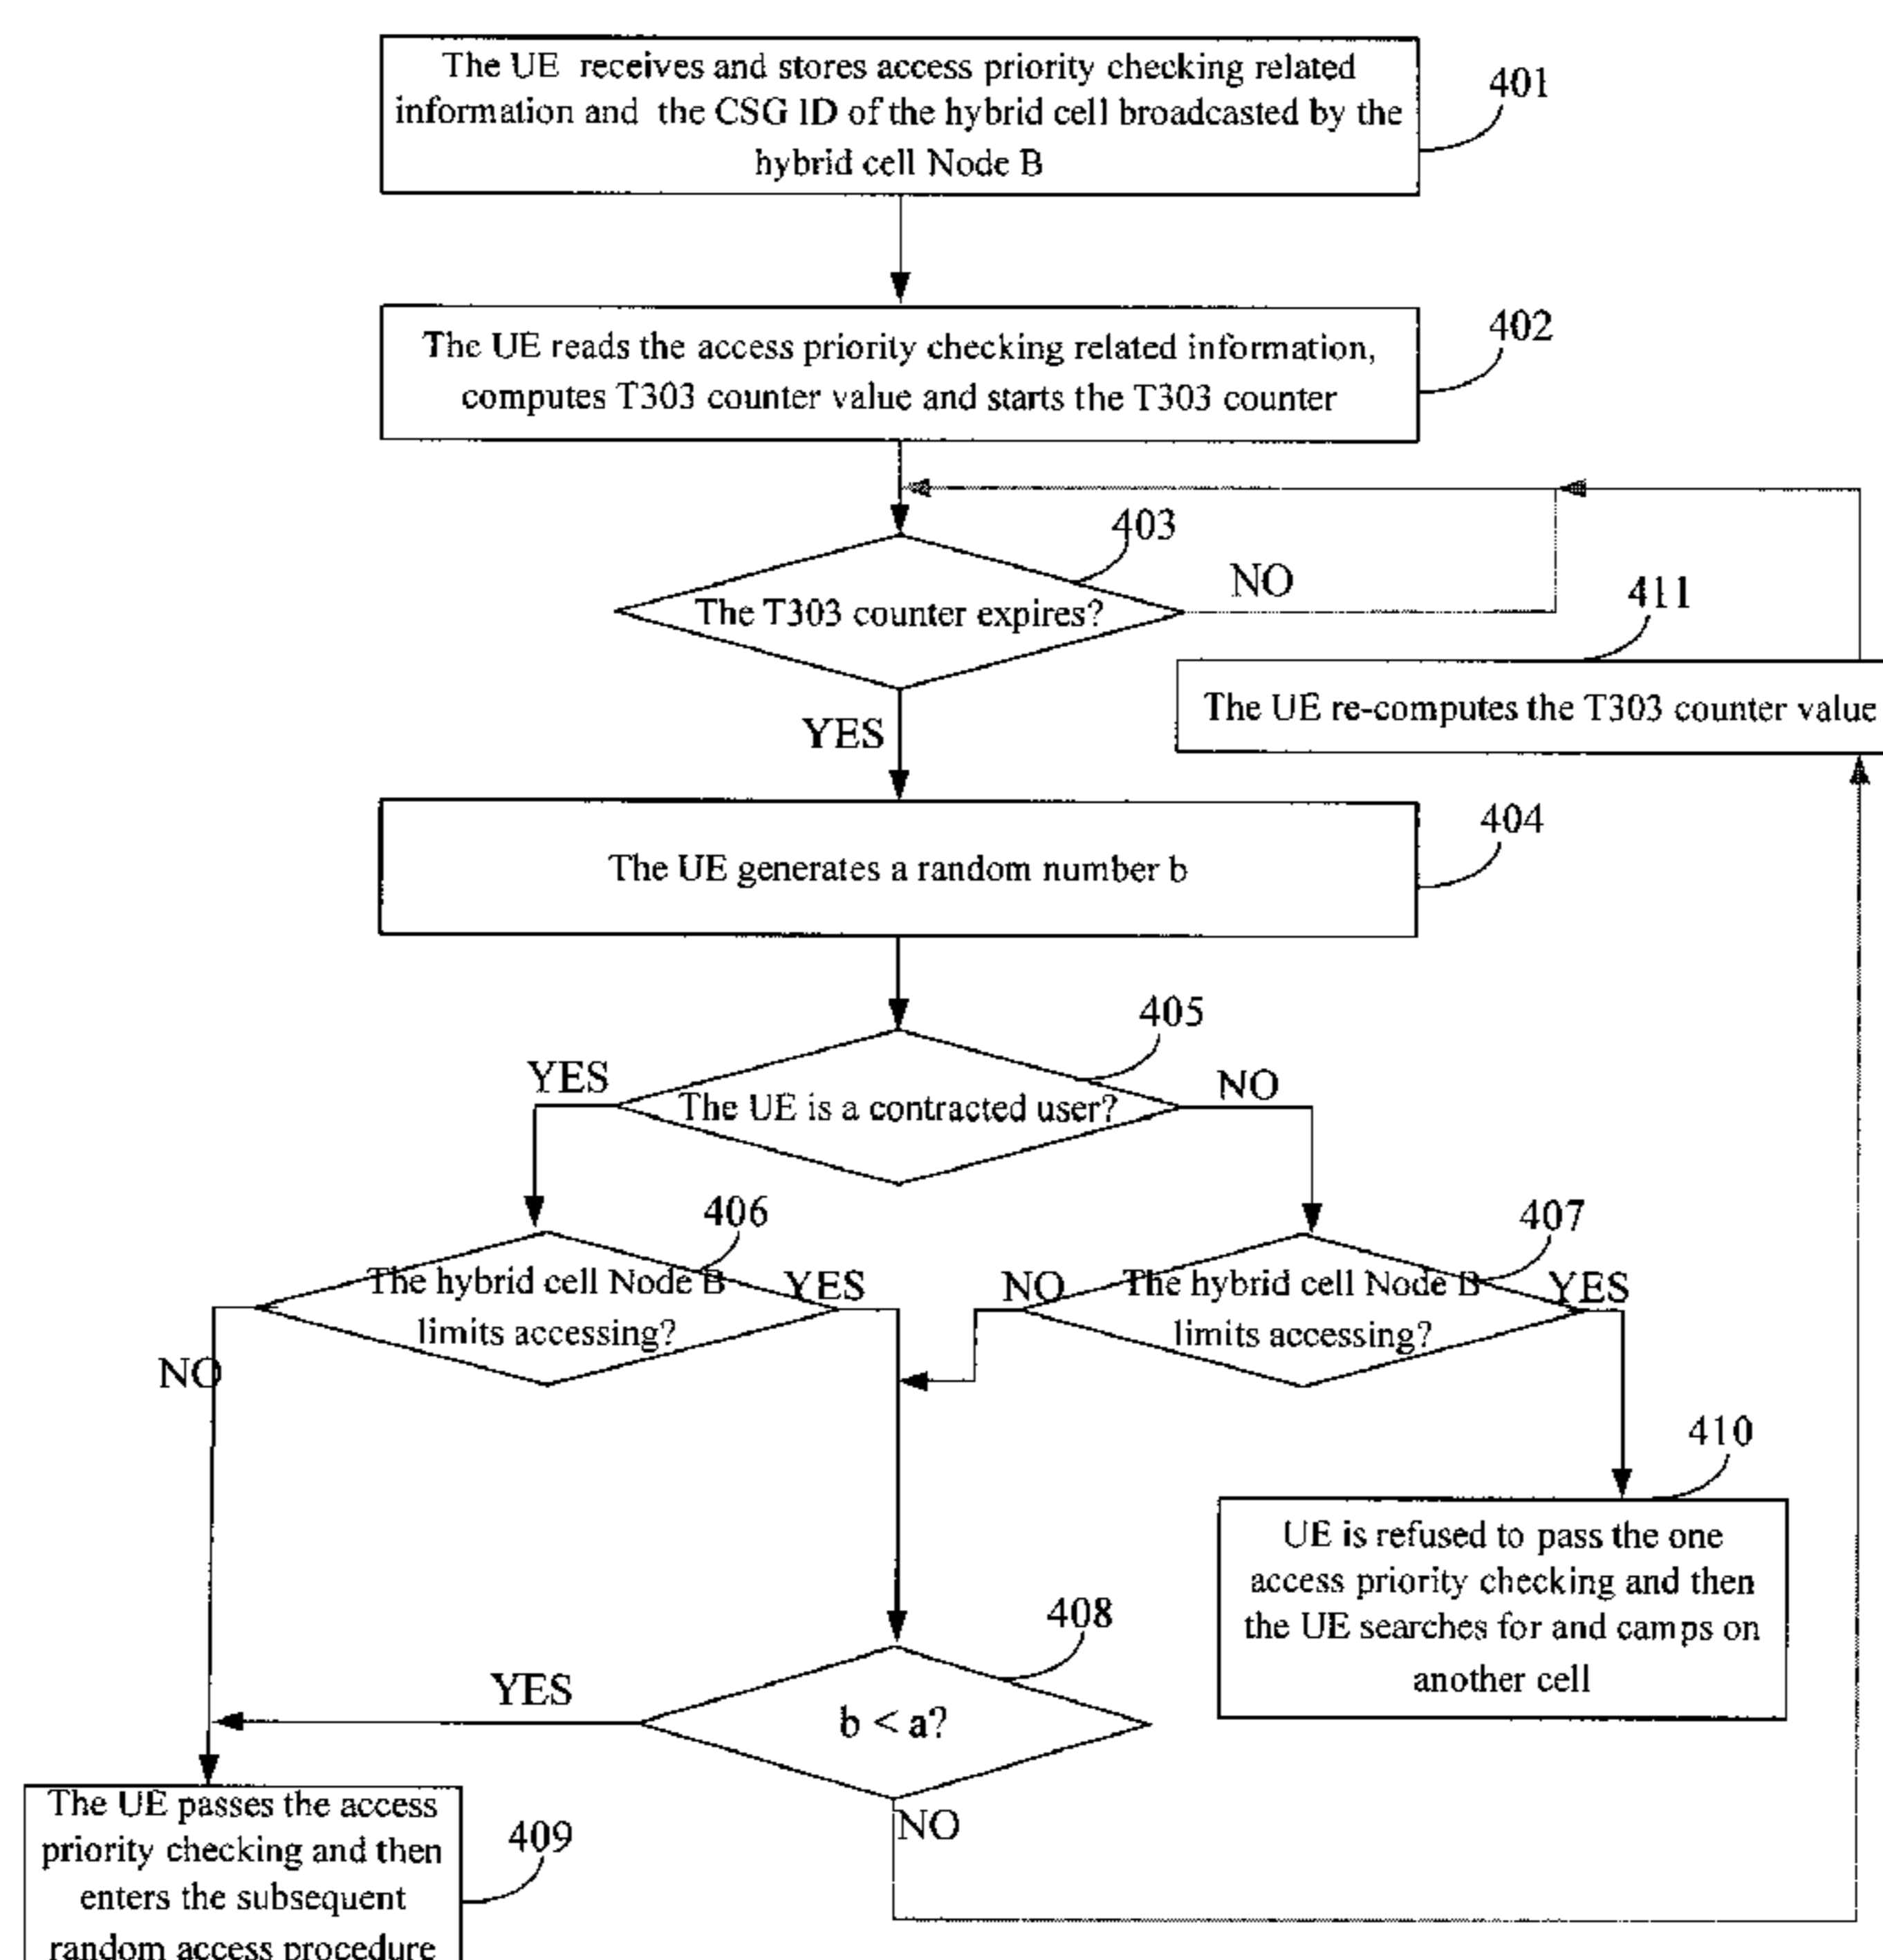 The UE receives and stores access priority checking related
information and the CSG ID of the hybrid cell broadcasted by the
hybrid cell Node B
401
The UE reads the access priority checking related information,
computes T303 counter value and starts the T303 counter
402
403
The T303 counter expires?
NO
YES
411
The UE re-computes the T303 counter value
The UE generates a random number b
404
405
The UE is a contracted user?
YES
NO
406
The hybrid cell Node B
limits accessing?
YES
NO
407
The hybrid cell Node B
limits accessing?
NO
YES
410
UE is refused to pass the one
access priority checking and then
the UE searches for and camps on
another cell
408
b < a?
YES
NO
The UE passes the access
priority checking and then
enters the subsequent
random access procedure
409